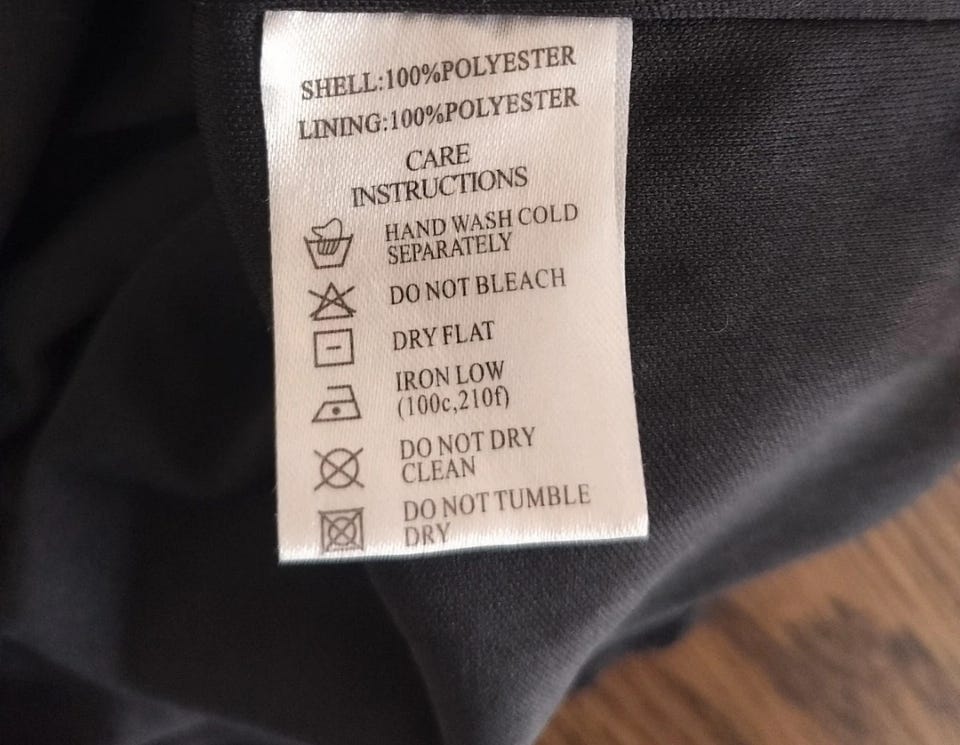 SHELL:100%POLYESTER
LINING:100%POLYESTER
CARE
INSTRUCTIONS
HAND WASH COLD
SEPARATELY
DO NOT BLEACH
DRY FLAT
IRON LOW
(100c,210f)
DO NOT DRY
CLEAN
DO NOT TUMBLE
DRY